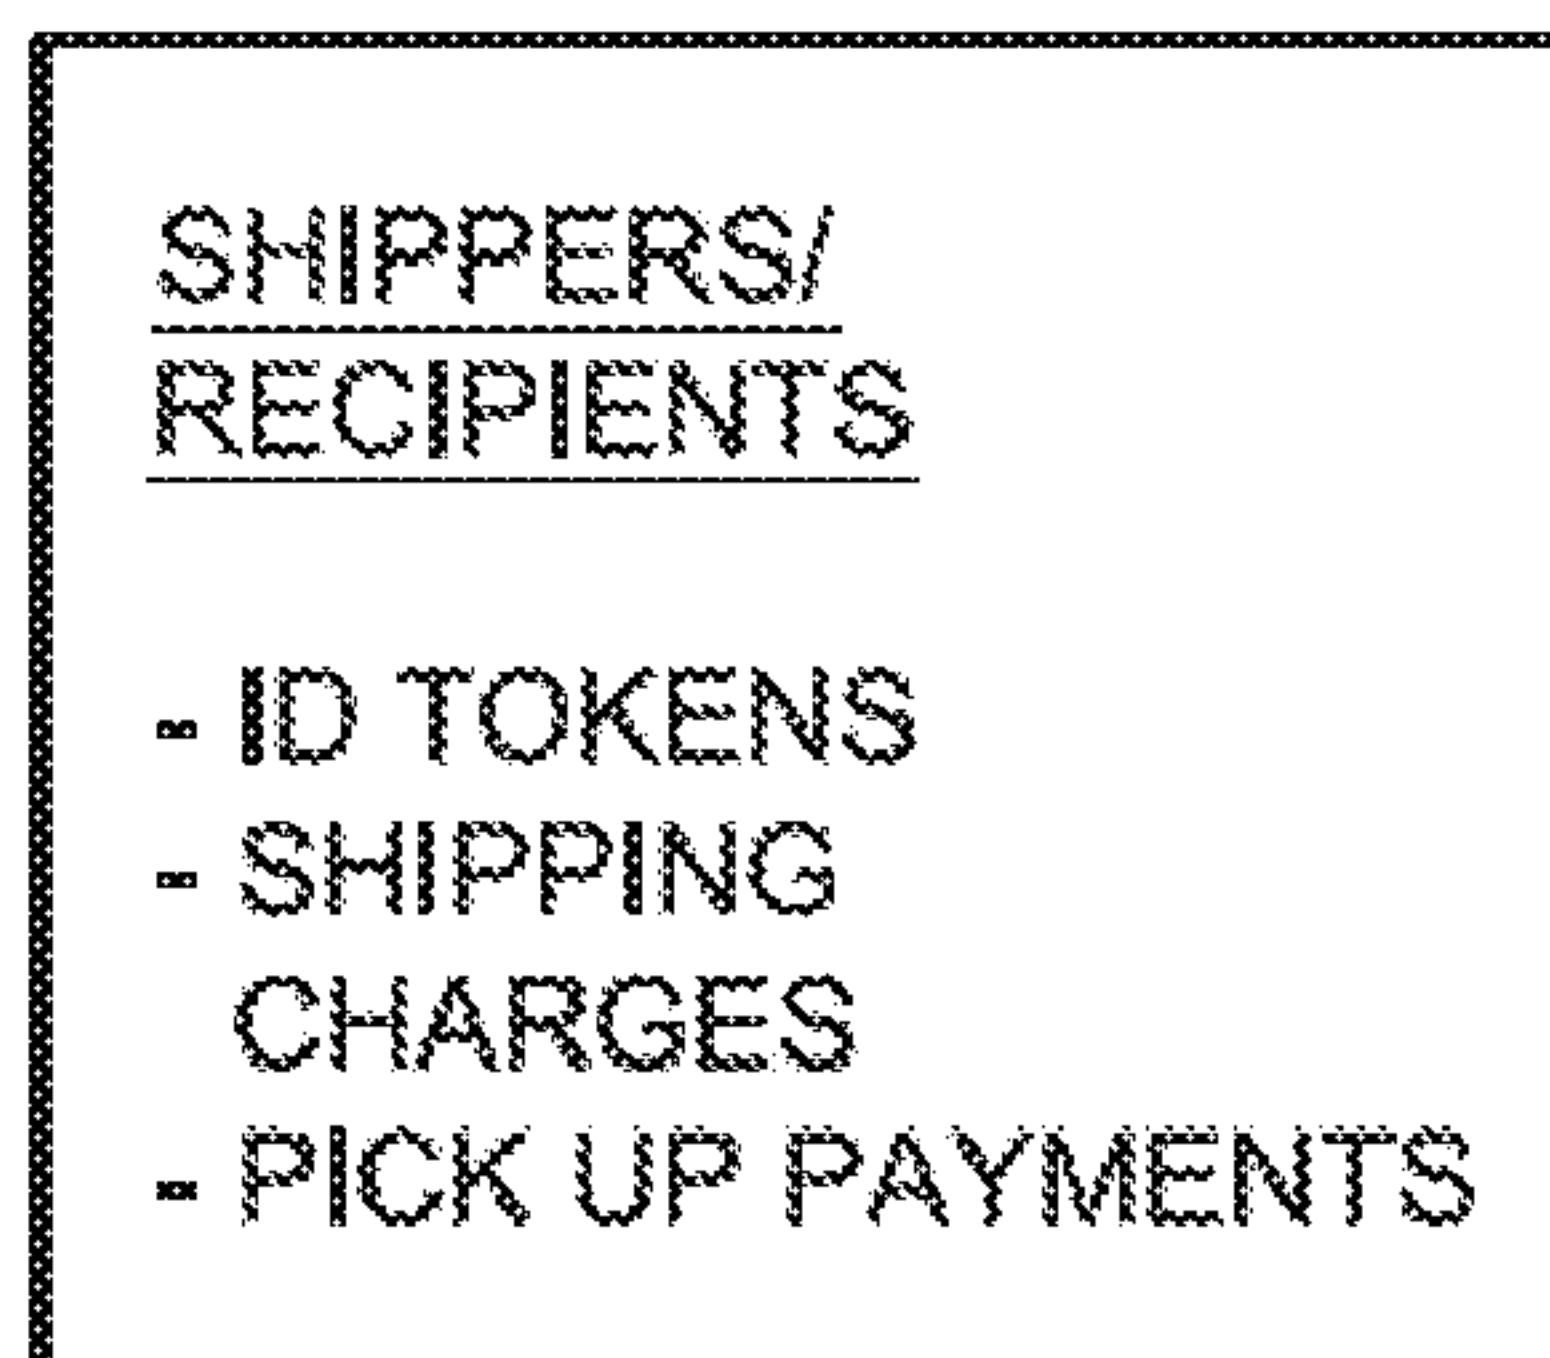 SHIPPERS/
RECIPIENTS
- ID TOKENS
- SHIPPING
CHARGES
- PICK UP PAYMENTS